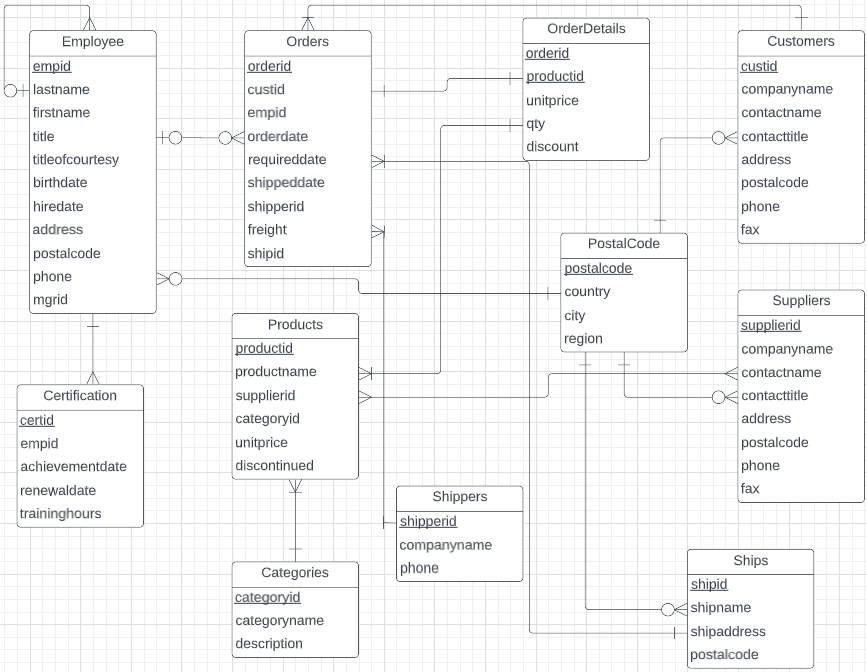 Employee
empid
lastname
firstname
title
titleofcourtesy
birthdate
hiredate
address
postalcode
phone
mgrid
Orders
orderid
custid
empid
orderdate
requireddate
shippeddate
shipperid
freight
shipid
OrderDetails
orderid
productid
unitprice
qty
discount
Customers
custid
companyname
contactname
contacttitle
address
postalcode
phone
fax
PostalCode
postalcode
country
city
region
Suppliers
supplierid
companyname
contactname
contacttitle
address
postalcode
phone
fax
Products
productid
productname
supplierid
categoryid
unitprice
discontinued
Certification
certid
empid
achievementdate
renewaldate
traininghours
Shippers
shipperid
companyname
phone
Categories
categoryid
categoryname
description
Ships
shipid
shipname
shipaddress
postalcode